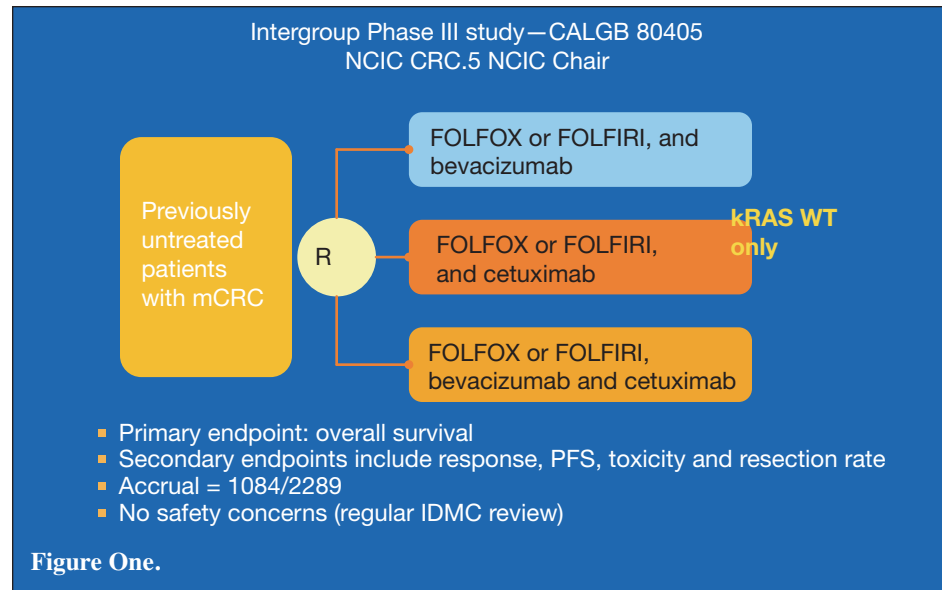 Intergroup Phase III study—CALGB 80405
NCIC CRC.5 NCIC Chair
Previously
untreated
patients
with mCRC
R
FOLFOX or FOLFIRI, and
bevacizumab
FOLFOX or FOLFIRI,
and cetuximab
kRAS WT
only
FOLFOX or FOLFIRI,
bevacizumab and cetuximab
▪ Primary endpoint: overall survival
▪ Secondary endpoints include response, PFS, toxicity and resection rate
▪ Accrual = 1084/2289
▪ No safety concerns (regular IDMC review)
Figure One.